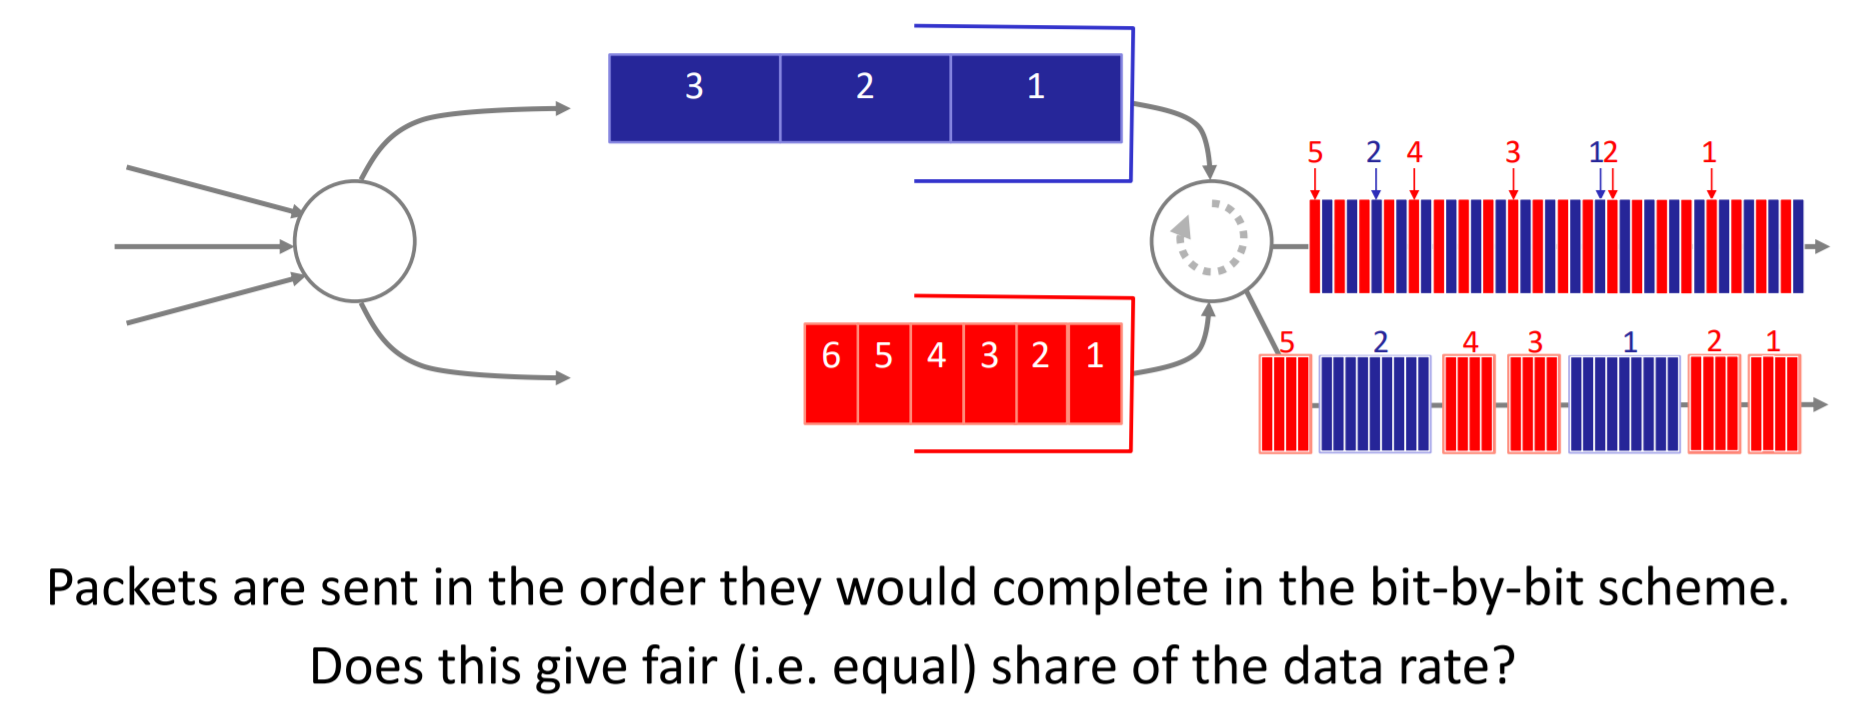 3 2 1
5 2 4 3 12 1
6 5 4 3 2 1
5 2 4 3 1 2 1
Packets are sent in the order they would complete in the bit-by-bit scheme.
Does this give fair (i.e. equal) share of the data rate?